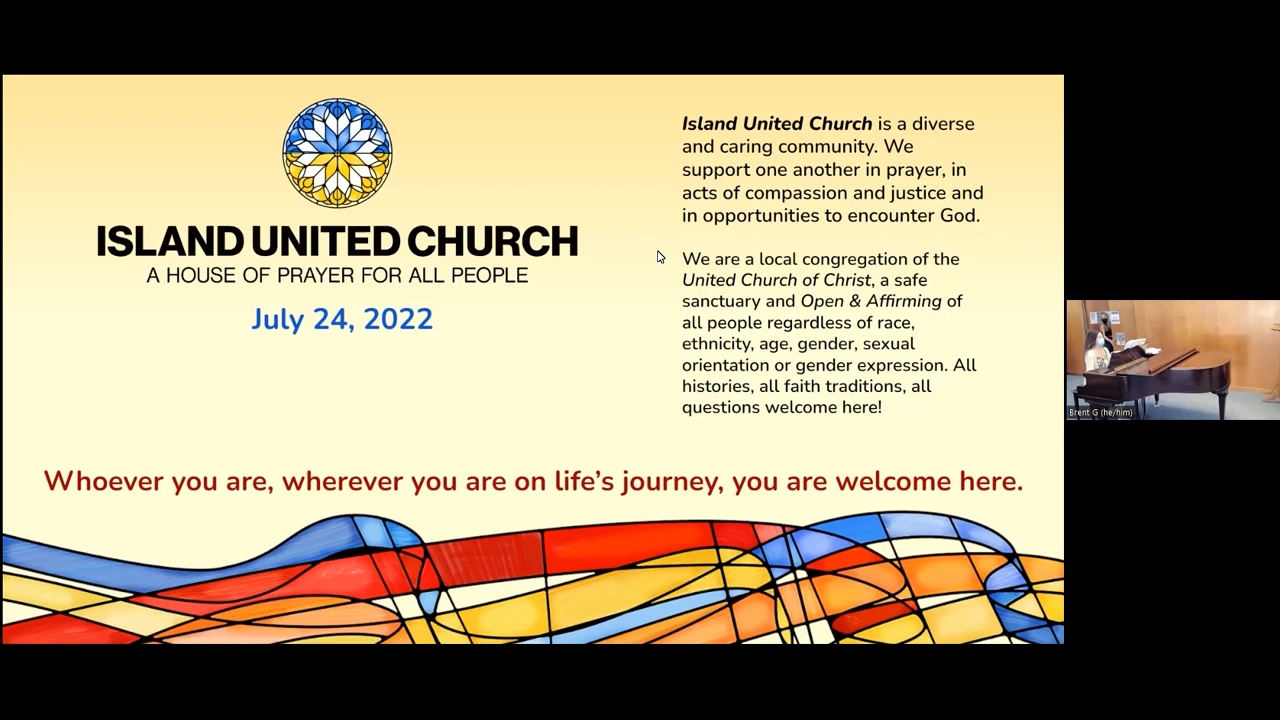 ISLAND UNITED CHURCH
A HOUSE OF PRAYER FOR ALL PEOPLE
July 24, 2022
Island United Church is a diverse
and caring community. We
support one another in prayer, in
acts of compassion and justice and
in opportunities to encounter God.
We are a local congregation of the
United Church of Christ, a safe
sanctuary and Open & Affirming of
all people regardless of race,
ethnicity, age, gender, sexual
orientation or gender expression. All
histories, all faith traditions, all
questions welcome here!
Whoever you are, wherever you are on life’s journey, you are welcome here.
Brent G (he/him)